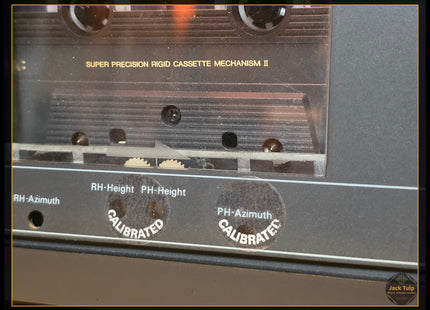 SUPER PRECISION RIGID CASSETTE MECHANISM II
RH-Azimuth
RH-Height PH-Height
CALIBRATED
PH-Azimuth
CALIBRATED
Jack Tulp